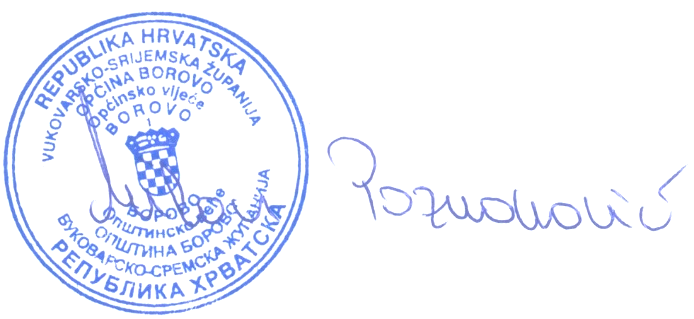 REPUBLIKA HRVATSKA
VUKOVARSKO-SRIJEMSKA ŽUPANIJA
OPĆINA BOROVO
Općinsko vijeće
BOROVO
I
БОРОВО
Општинско веће
ОПШТИНА БОРОВО
ВУКОВАРСКО-СРЕМСКА ЖУПАНИЈА
РЕПУБЛИКА ХРВАТСКА